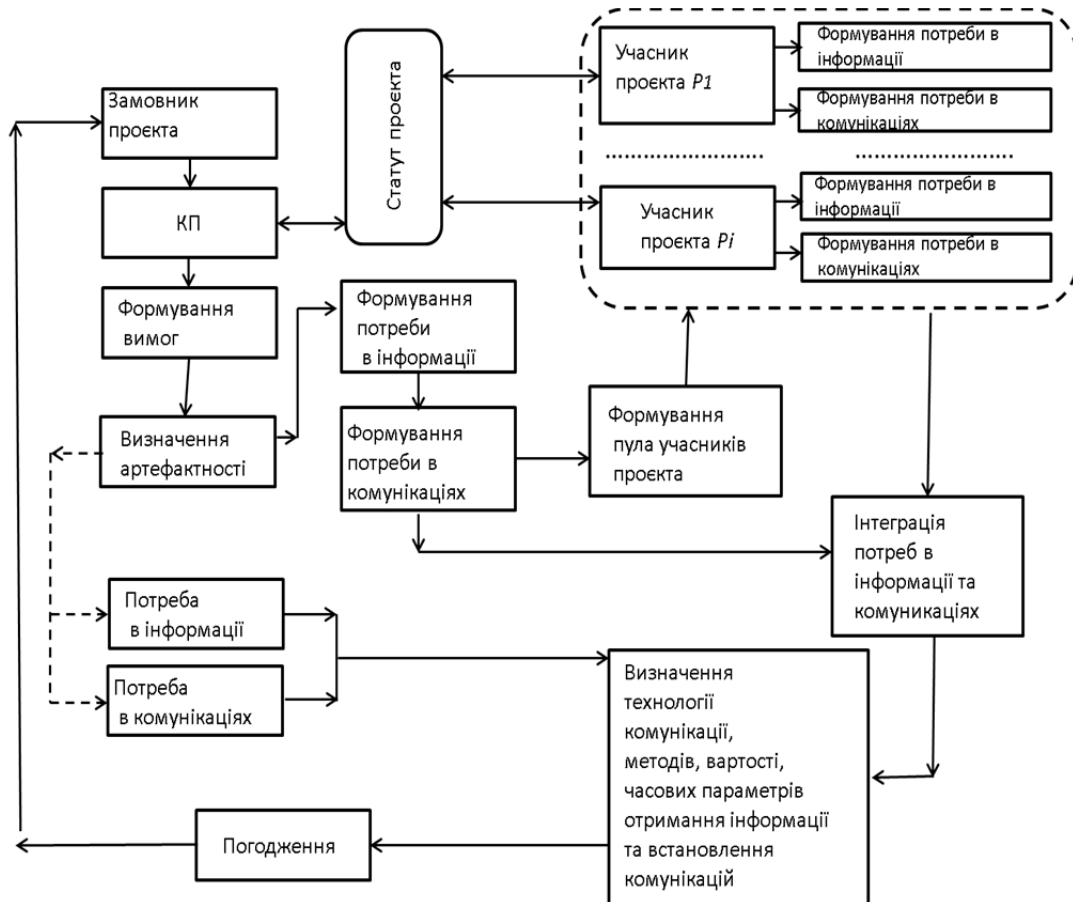 Замовник
проєкта
КП
Формування
вимог
Визначення
артефактності
Статут проєкта
Учасник
проєкта P1
Формування потреби в
інформації
Формування потреби в
комунікаціях
Учасник
проєкта Pi
Формування потреби в
інформації
Формування потреби в
комунікаціях
Формування
потреби
в інформації
Формування
потреби в
комунікаціях
Формування
пула учасників
проєкта
Інтеграція
потреб в
інформації та
комуникаціях
Потреба
в інформації
Потреба
в комунікаціях
Визначення
технології
комунікації,
методів, вартості,
часових параметрів
отримання інформації
та встановлення
комунікацій
Погодження